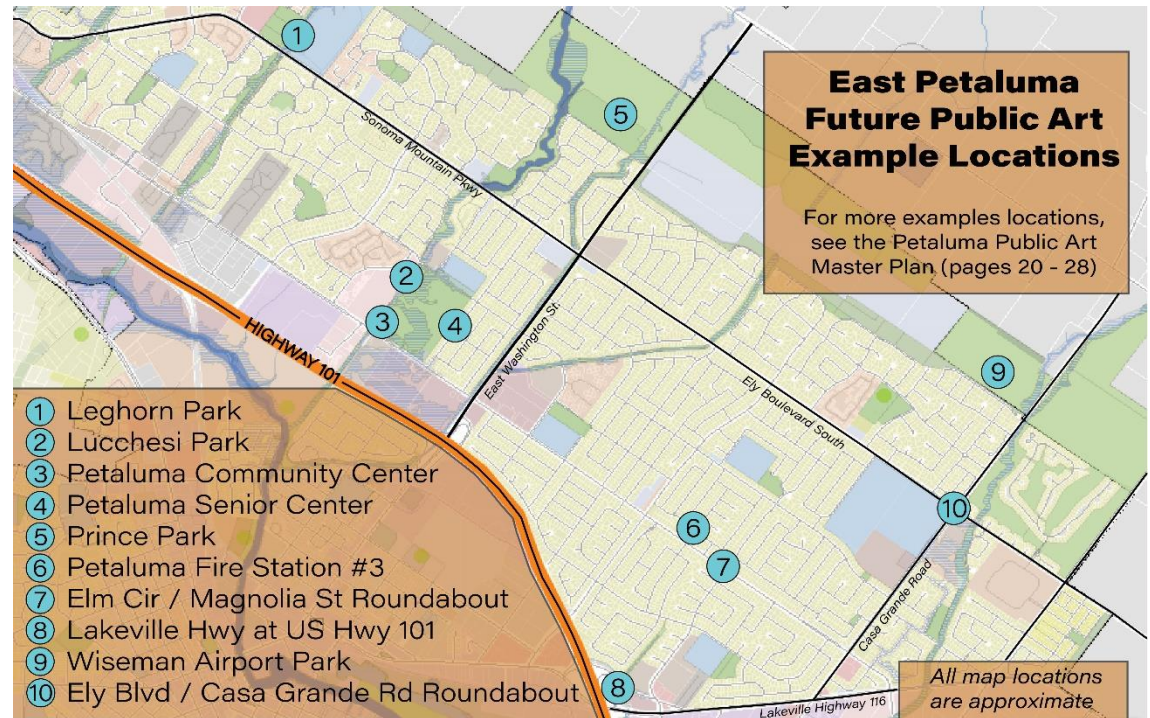 East Petaluma
Future Public Art
Example Locations
For more examples locations,
see the Petaluma Public Art
Master Plan (pages 20 - 28)
1
5
Sonoma Mountain Pkwy
2
3
4
HIGHWAY 101
East Washington St.
9
Ely Boulevard South
10
6
7
Casa Grande Road
8
Lakeville Highway 116
1 Leghorn Park
2 Lucchesi Park
3 Petaluma Community Center
4 Petaluma Senior Center
5 Prince Park
6 Petaluma Fire Station #3
7 Elm Cir / Magnolia St Roundabout
8 Lakeville Hwy at US Hwy 101
9 Wiseman Airport Park
10 Ely Blvd / Casa Grande Rd Roundabout
All map locations
are approximate